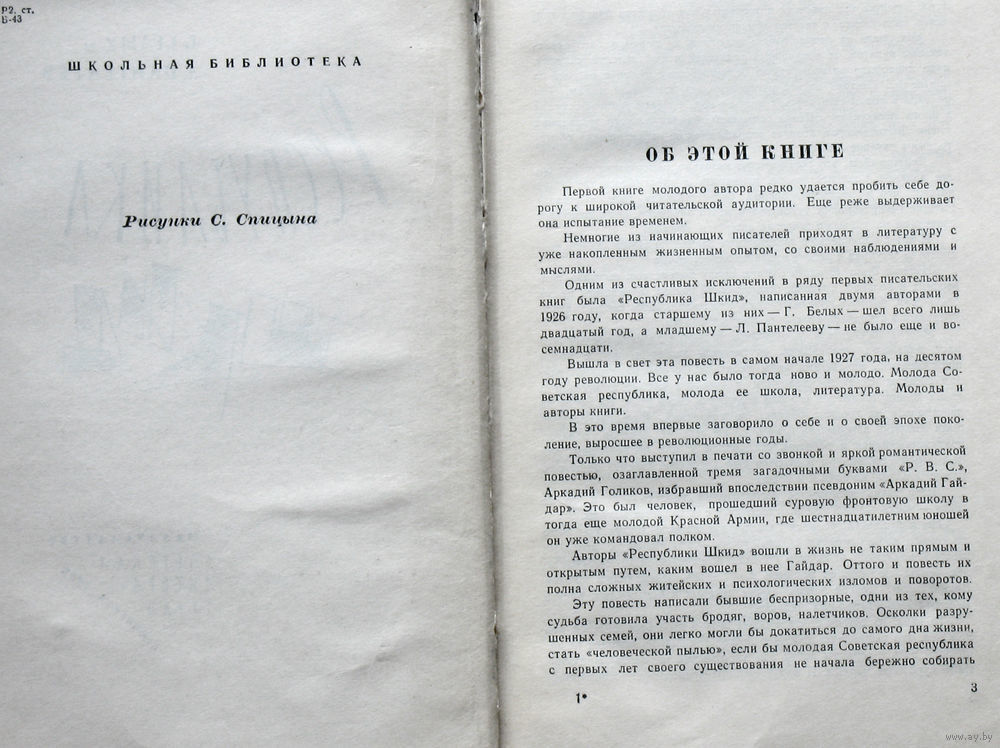 Р2. ст.
Б-43
ШКОЛЬНАЯ БИБЛИОТЕКА
Рисунки С. Спицына
ОБ ЭТОЙ КНИГЕ
Первой книге молодого автора редко удается пробить себе до-
рогу к широкой читательской аудитории. Еще реже выдерживает
она испытание временем.
Немногие из начинающих писателей приходят в литературу с
уже накопленным жизненным опытом, со своими наблюдениями и
мыслями.
Одним из счастливых исключений в ряду первых писательских
книг была «Республика Шкид», написанная двумя авторами в
1926 году, когда старшему из них — Г. Белых — шел всего лишь
двадцатый год, а младшему — Л. Пантелееву — не было еще и во-
семнадцати.
Вышла в свет эта повесть в самом начале 1927 года, на десятом
году революции. Все у нас было тогда ново и молодо. Молода Со-
ветская республика, молода ее школа, литература. Молоды и
авторы книги.
В это время впервые заговорило о себе и о своей эпохе поко-
ление, выросшее в революционные годы.
Только что выступил в печати со звонкой и яркой романтической
повестью, озаглавленной тремя загадочными буквами «Р. В. С.»,
Аркадий Голиков, избравший впоследствии псевдоним «Аркадий Гай-
дар». Это был человек, прошедший суровую фронтовую школу в
тогда еще молодой Красной Армии, где шестнадцатилетним юношей
он уже командовал полком.
Авторы «Республики Шкид» вошли в жизнь не таким прямым и
открытым путем, каким вошел в нее Гайдар. Оттого и повесть их
полна сложных житейских и психологических изломов и поворотов.
Эту повесть написали бывшие беспризорные, одни из тех, кому
судьба готовила участь бродяг, воров, налетчиков. Осколки разру-
шенных семей, они легко могли бы докатиться до самого дна жизни,
стать «человеческой пылью», если бы молодая Советская республика
с первых лет своего существования не начала бережно собирать
1*
3
www.ay.by